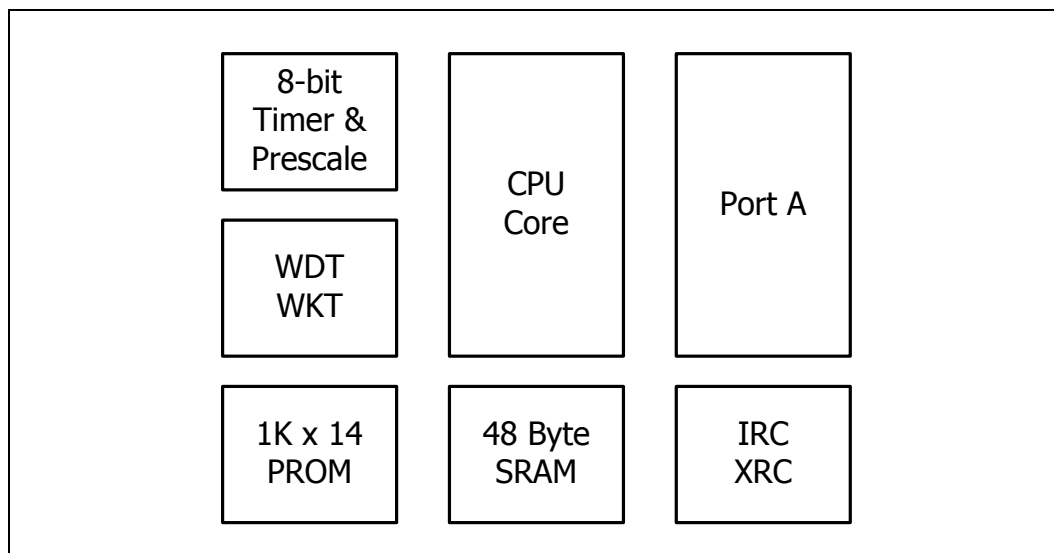 8-bit
Timer &
Prescale
CPU
Core
Port A
WDT
WKT
1K x 14
PROM
48 Byte
SRAM
IRC
XRC